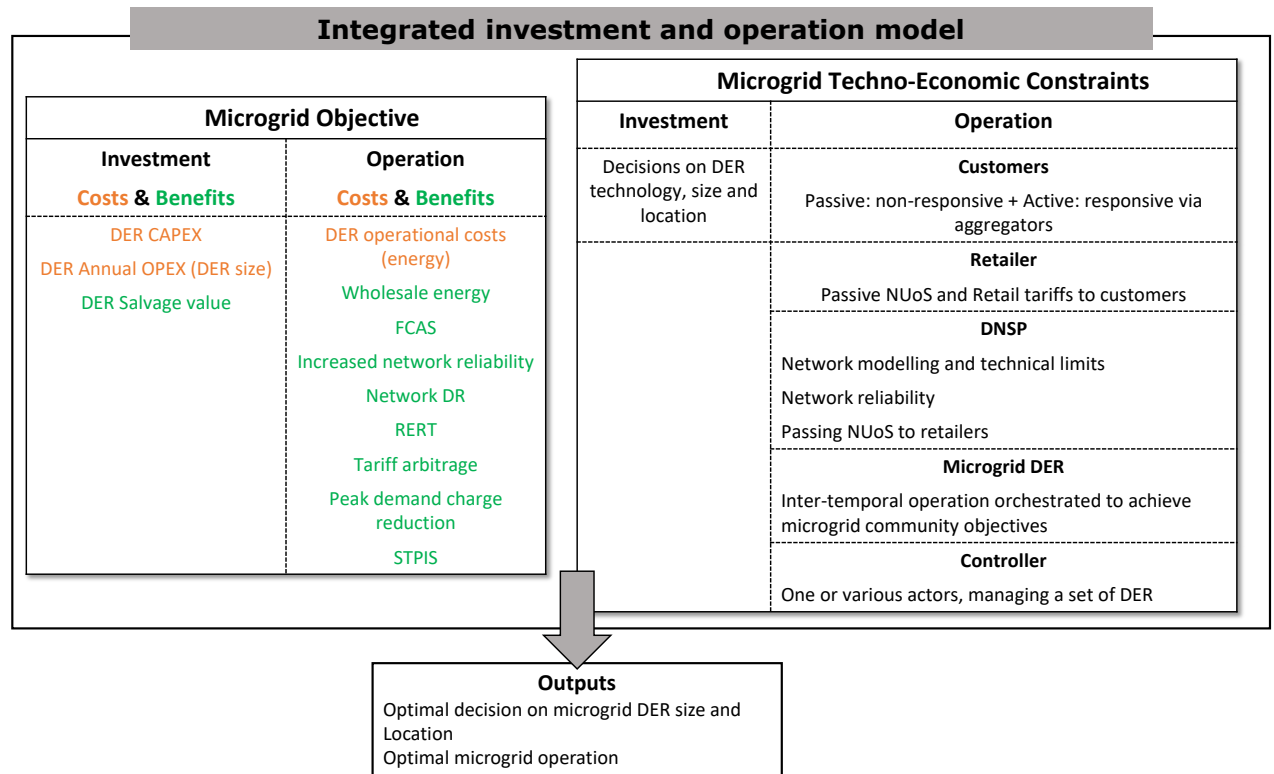 Integrated investment and operation model
Microgrid Objective
Investment
Costs & Benefits
DER CAPEX
DER Annual OPEX (DER size)
DER Salvage value
Operation
Costs & Benefits
DER operational costs
(energy)
Wholesale energy
FCAS
Increased network reliability
Network DR
RERT
Tariff arbitrage
Peak demand charge
reduction
STPIS
Microgrid Techno-Economic Constraints
Investment
Decisions on DER
technology, size and
location
Operation
Customers
Passive: non-responsive + Active: responsive via
aggregators
Retailer
Passive NUoS and Retail tariffs to customers
DNSP
Network modelling and technical limits
Network reliability
Passing NUoS to retailers
Microgrid DER
Inter-temporal operation orchestrated to achieve
microgrid community objectives
Controller
One or various actors, managing a set of DER
Outputs
Optimal decision on microgrid DER size and
Location
Optimal microgrid operation